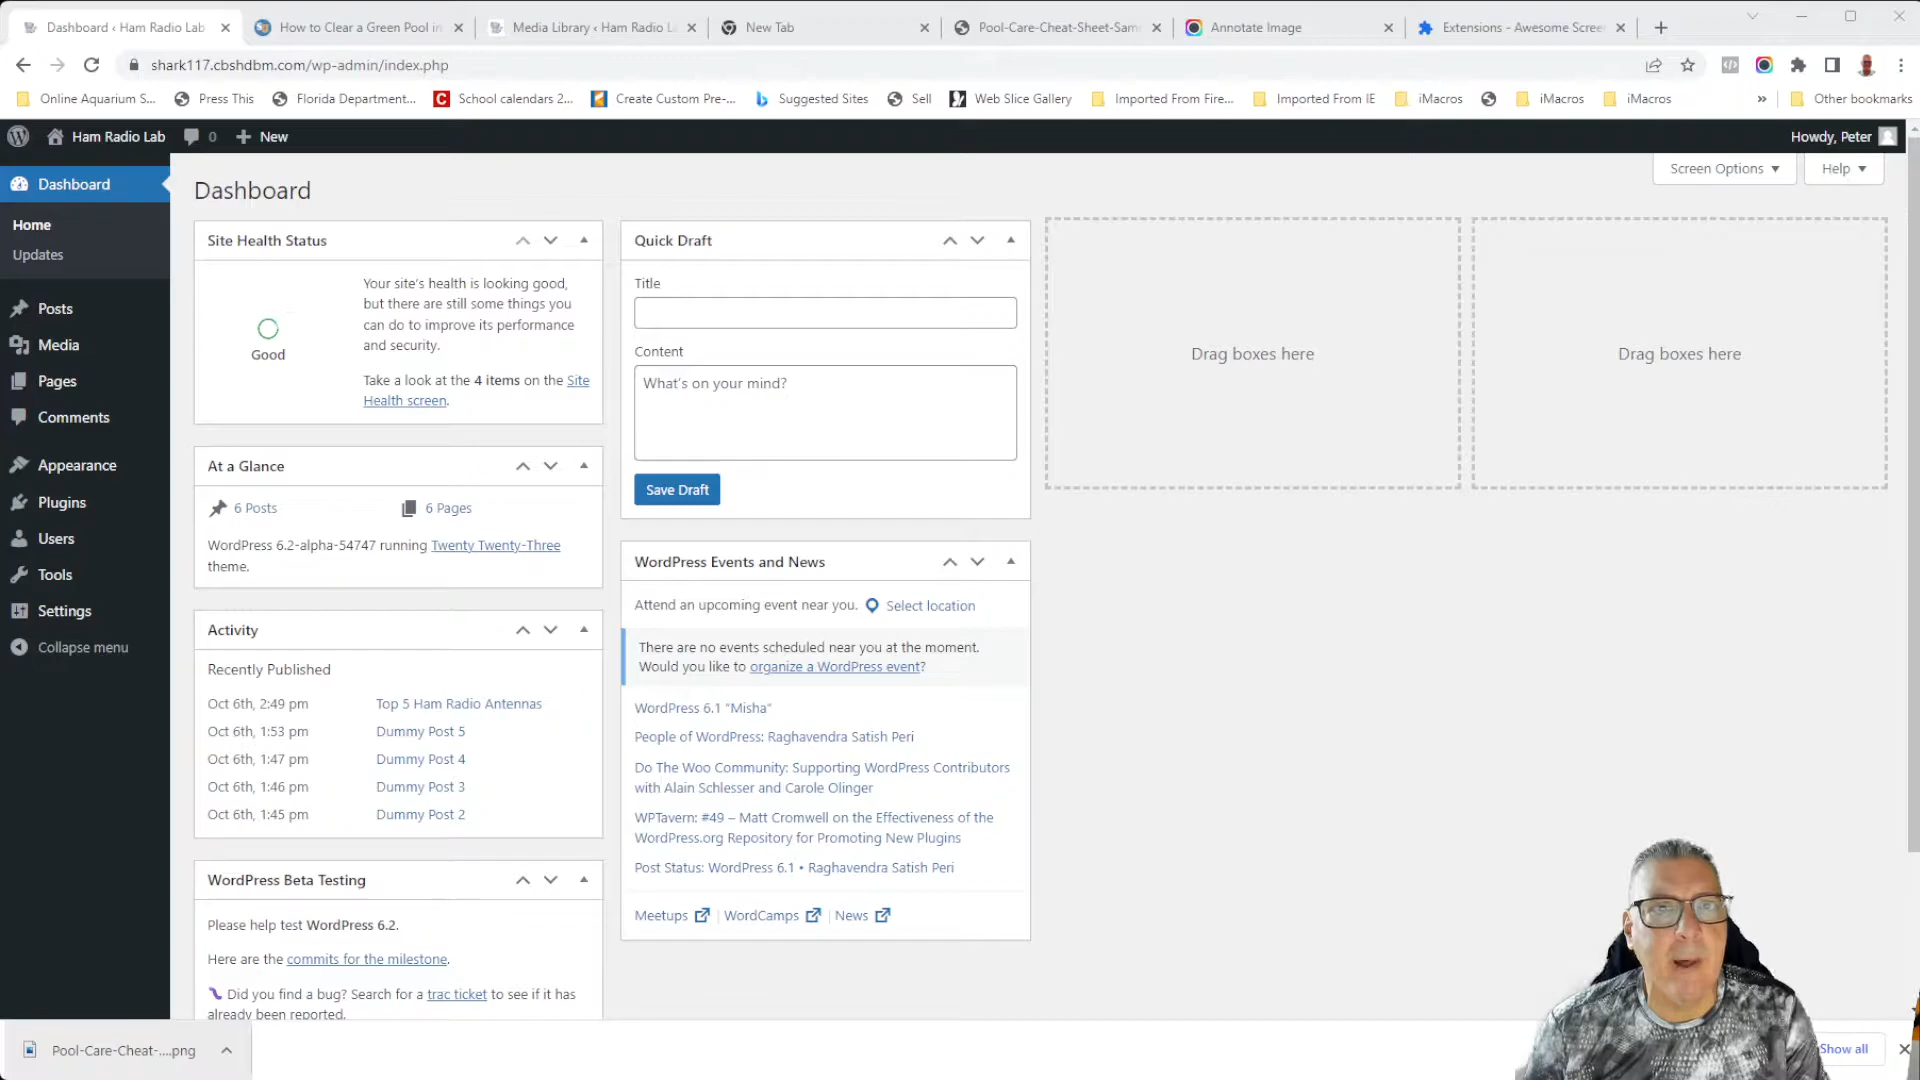 Dashboard ‹ Ham Radio Lab
How to Clear a Green Pool in
Media Library ‹ Ham Radio L
New Tab
Pool-Care-Cheat-Sheet-Sam
Annotate Image
Extensions - Awesome Scree
shark117.cbshdbm.com/wp-admin/index.php
Online Aquarium S...
Press This
Florida Department...
School calendars 2...
Create Custom Pre-...
Suggested Sites
Sell
Web Slice Gallery
Imported From Fire...
Imported From IE
iMacros
iMacros
iMacros
»
Other bookmarks
Ham Radio Lab
0
New
Howdy, Peter
Dashboard
Home
Updates
Posts
Media
Pages
Comments
Appearance
Plugins
Users
Tools
Settings
Collapse menu
Screen Options
Help
Dashboard
Site Health Status
Good
Your site's health is looking good,
but there are still some things you
can do to improve its performance
and security.
Take a look at the 4 items on the Site
Health screen.
At a Glance
6 Posts
6 Pages
WordPress 6.2-alpha-54747 running Twenty Twenty-Three
theme.
Activity
Recently Published
Oct 6th, 2:49 pm Top 5 Ham Radio Antennas
Oct 6th, 1:53 pm Dummy Post 5
Oct 6th, 1:47 pm Dummy Post 4
Oct 6th, 1:46 pm Dummy Post 3
Oct 6th, 1:45 pm Dummy Post 2
WordPress Beta Testing
Please help test WordPress 6.2.
Here are the commits for the milestone.
Did you find a bug? Search for a trac ticket to see if it has
already been reported.
Quick Draft
Title
Content
What's on your mind?
Save Draft
WordPress Events and News
Attend an upcoming event near you. Select location
There are no events scheduled near you at the moment.
Would you like to organize a WordPress event?
WordPress 6.1 "Misha"
People of WordPress: Raghavendra Satish Peri
Do The Woo Community: Supporting WordPress Contributors
with Alain Schlesser and Carole Olinger
WPTavern: #49 – Matt Cromwell on the Effectiveness of the
WordPress.org Repository for Promoting New Plugins
Post Status: WordPress 6.1 • Raghavendra Satish Peri
Meetups | WordCamps | News
Drag boxes here
Drag boxes here
Pool-Care-Cheat-....png
Show all